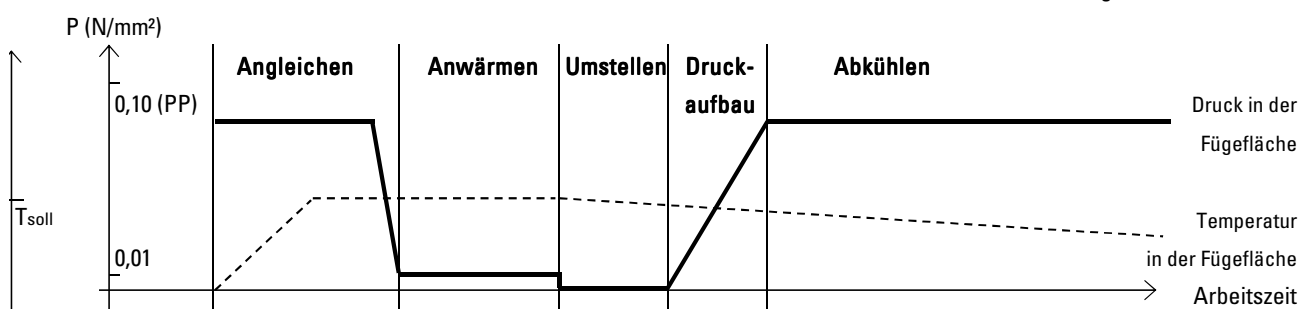 P (N/mm²)
Angleichen
Anwärmen
Umstellen
Druck-
aufbau
Abkühlen
0,10 (PP)
Druck in der
Fügefläche
Tsoll
Temperatur
in der Fügefläche
0,01
Arbeitszeit